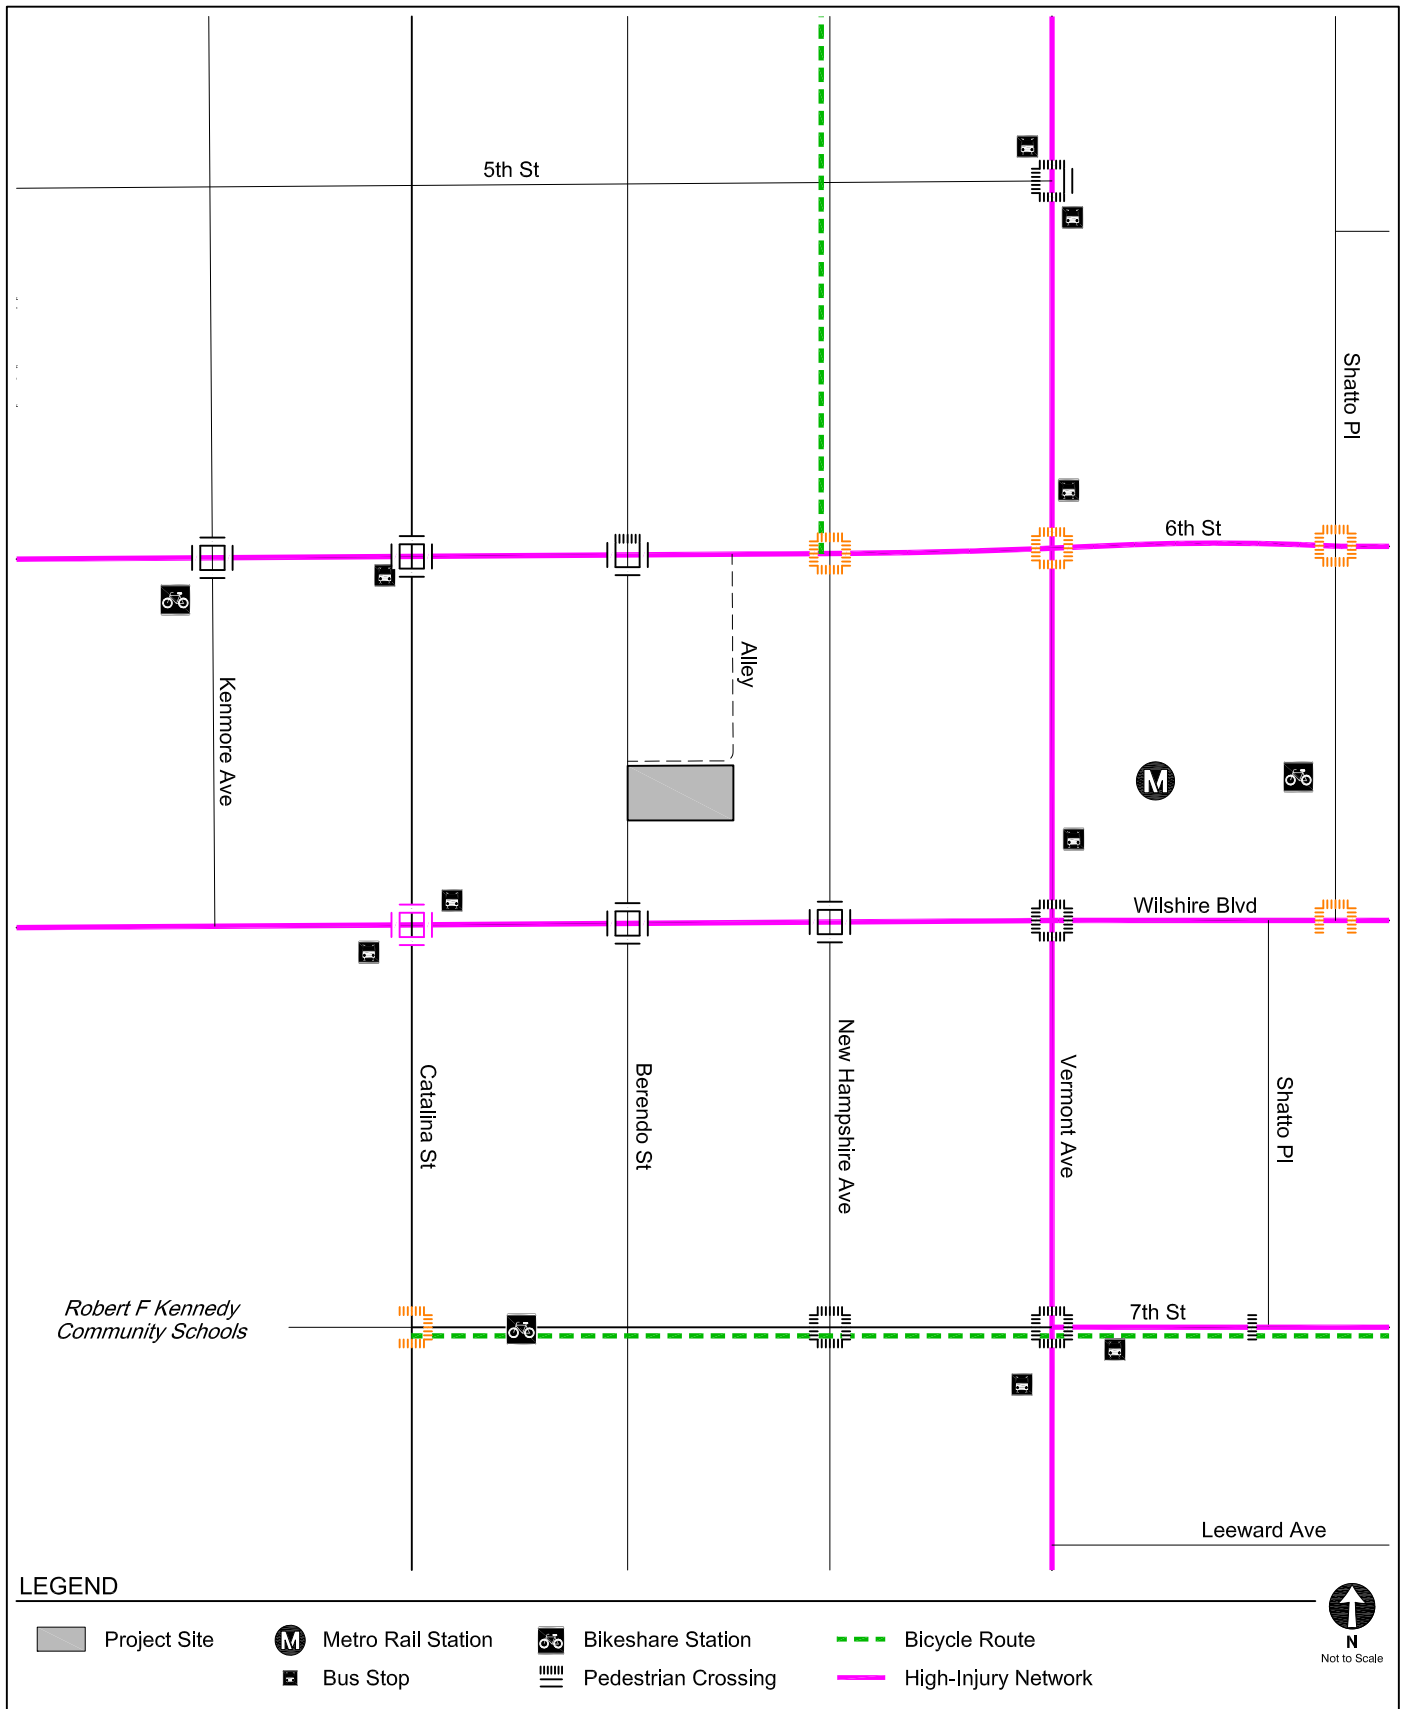 5th St
Shatto Pl
6th St
Alley
Kenmore Ave
M
Wilshire Blvd
Catalina St
Berendo St
New Hampshire Ave
Vermont Ave
Shatto Pl
Robert F Kennedy
Community Schools
7th St
Leeward Ave
LEGEND
Project Site
M
Metro Rail Station
Bikeshare Station
Bicycle Route
Bus Stop
Pedestrian Crossing
High-Injury Network
N
Not to Scale